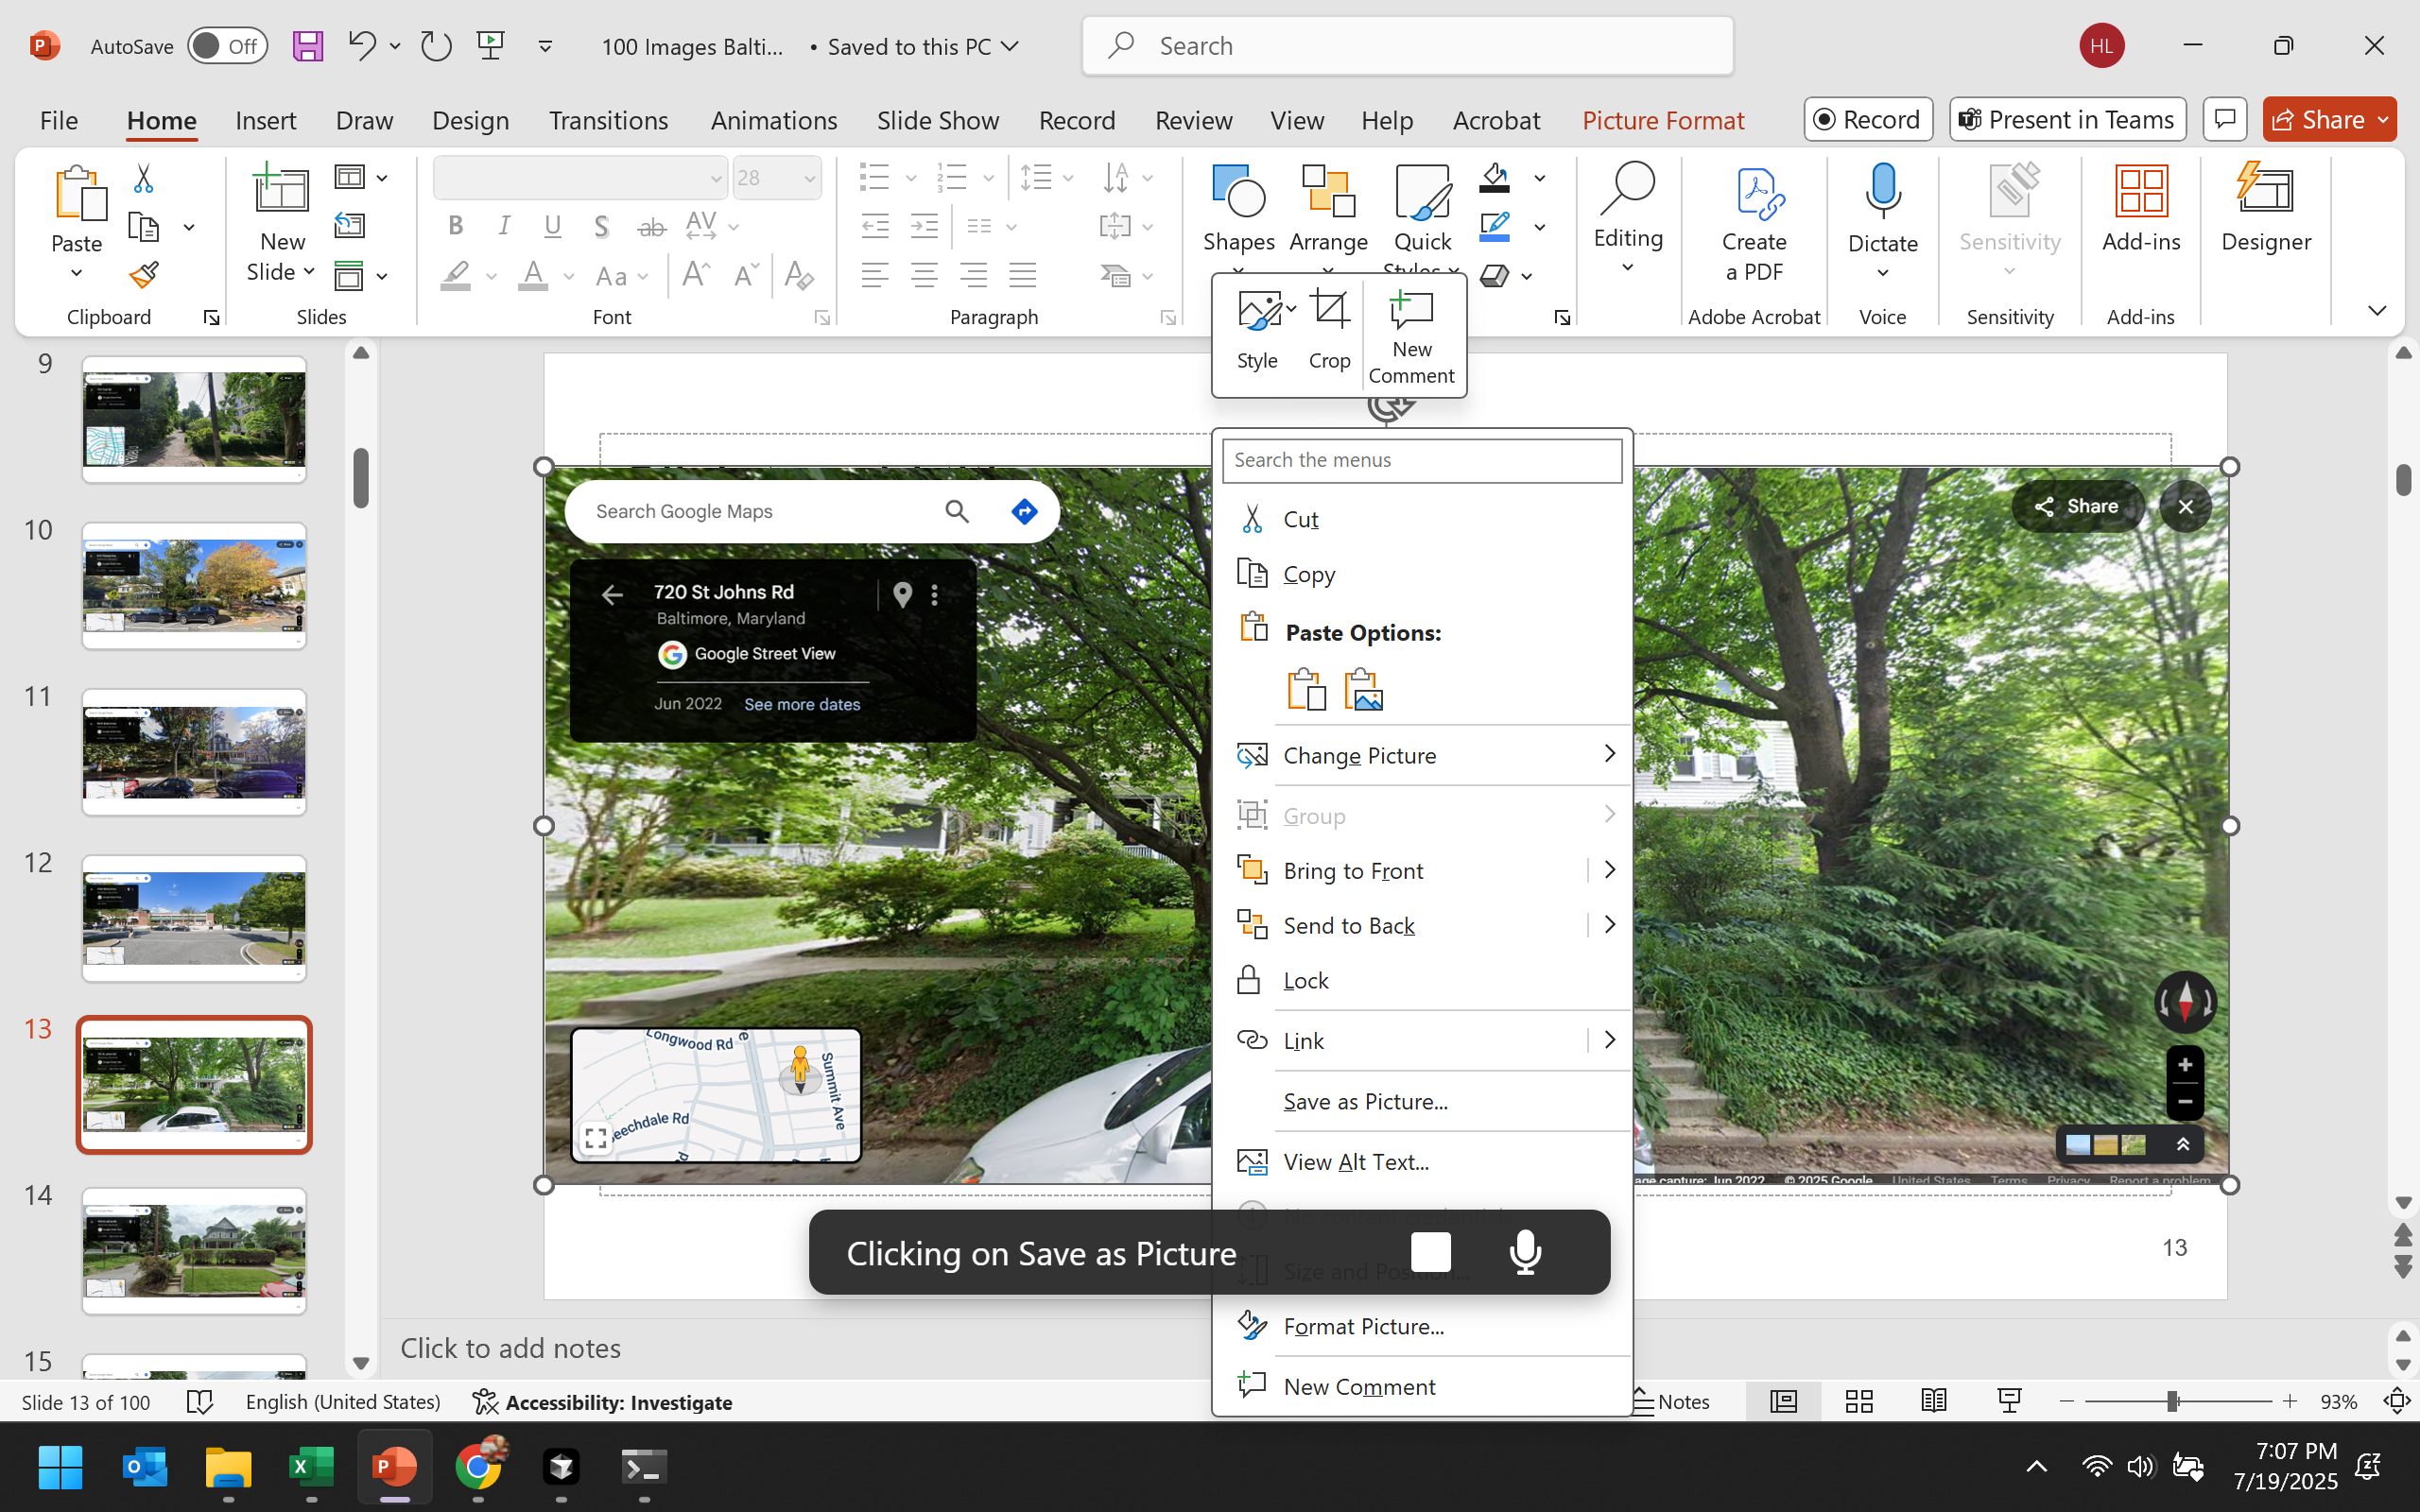 AutoSave
Off
100 Images Balti... • Saved to this PC
Search
HL
File
Home
Insert
Draw
Design
Transitions
Animations
Slide Show
Record
Review
View
Help
Acrobat
Picture Format
Record
Present in Teams
Share
Paste
Clipboard
New
Slide
Slides
28
Font
Paragraph
Shapes
Arrange
Quick
Styles
Editing
Create
a PDF
Adobe Acrobat
Dictate
Voice
Sensitivity
Sensitivity
Add-ins
Add-ins
Designer
Style
Crop
New
Comment
9
10
11
12
13
14
15
Search Google Maps
720 St Johns Rd
Baltimore, Maryland
Google Street View
Jun 2022
See more dates
Share
Longwood Rd
Summit Ave
eechdale Rd
age capture: Jun 2022 © 2025 Google United States Terms Privacy Report a problem
Search the menus
Cut
Copy
Paste Options:
Change Picture
Group
Bring to Front
Send to Back
Lock
Link
Save as Picture...
View Alt Text...
Size and Position...
Format Picture...
New Comment
Clicking on Save as Picture
13
Click to add notes
Slide 13 of 100
English (United States)
Accessibility: Investigate
Notes
93%
7:07 PM
7/19/2025